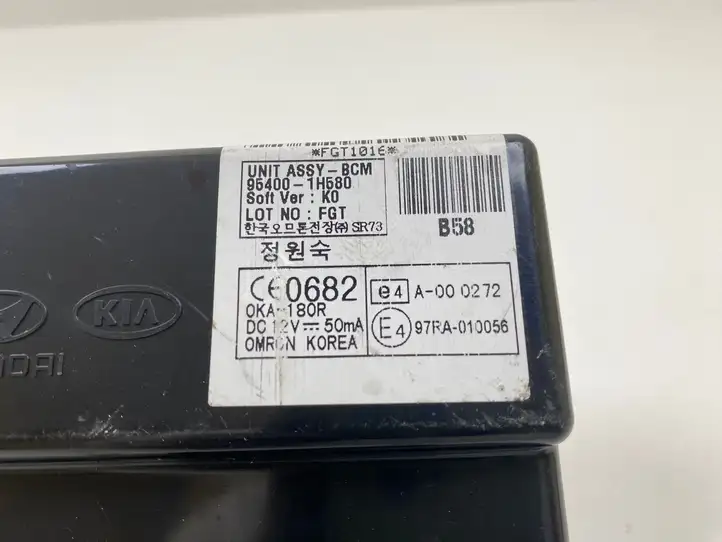 *FGT1016*
UNIT ASSY-BCM
95400-1H580
Soft Ver : K0
LOT NO : FGT
한국오므론전장(주) SR73
B58
정원숙
CE0682
OKA-180R
DC 12V 50mA
OMRON KOREA
e4 A-00 0272
E4 97RA-010056
KIA
NDAI